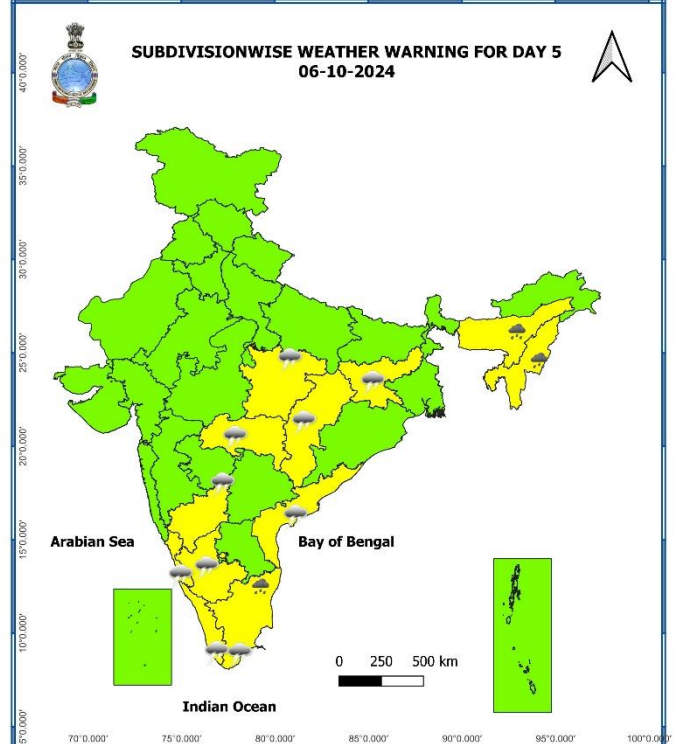 SUBDIVISIONWISE WEATHER WARNING FOR DAY 5
06-10-2024
40°0.000'
35°0.000'
30°0.000'
25°0.000'
20°0.000'
15°0.000'
10°0.000'
5°0.000'
Arabian Sea
Bay of Bengal
0 250 500 km
Indian Ocean
70°0.000' 75°0.000' 80°0.000' 85°0.000' 90°0.000' 95°0.000' 100°0.000'